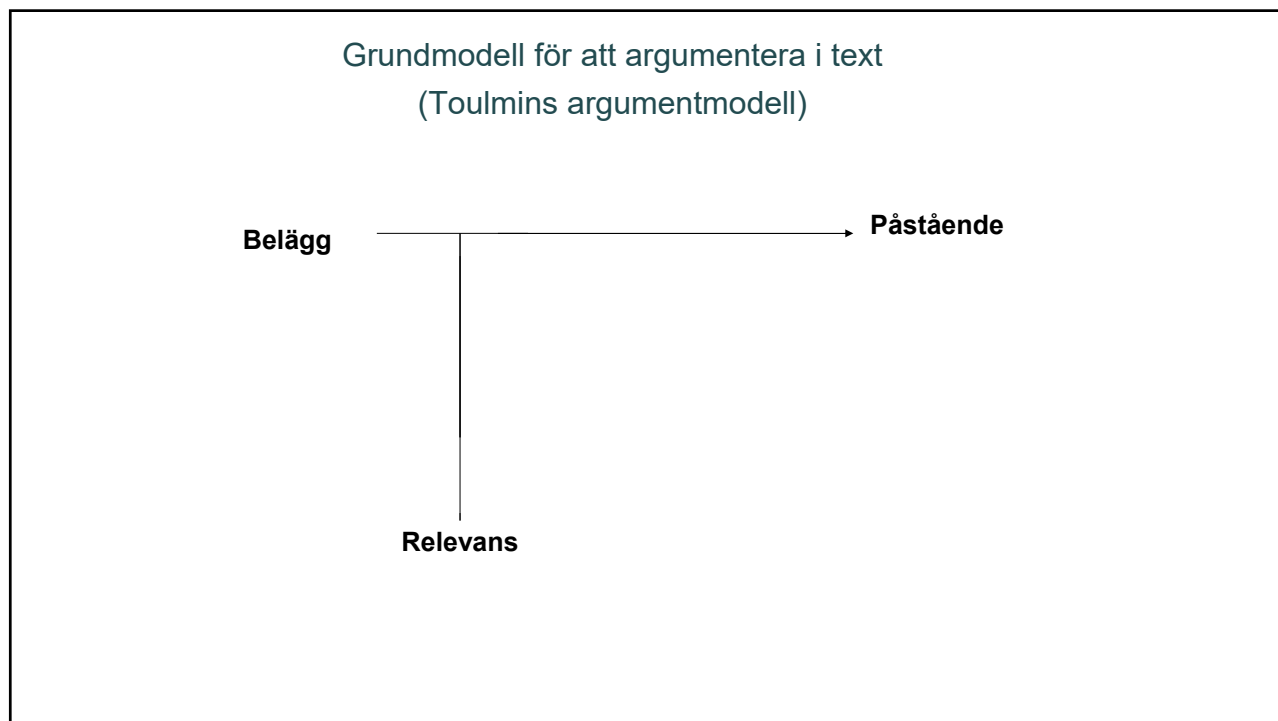 Grundmodell för att argumentera i text
(Toulmins argumentmodell)
Belägg
Påstående
Relevans